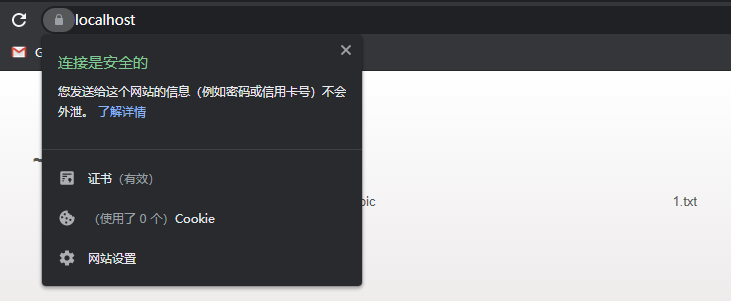 localhost
G
连接是安全的
您发送给这个网站的信息（例如密码或信用卡号）不会
外泄。 了解详情
~
证书（有效）
pic 1.txt
（使用了 0 个）Cookie
网站设置